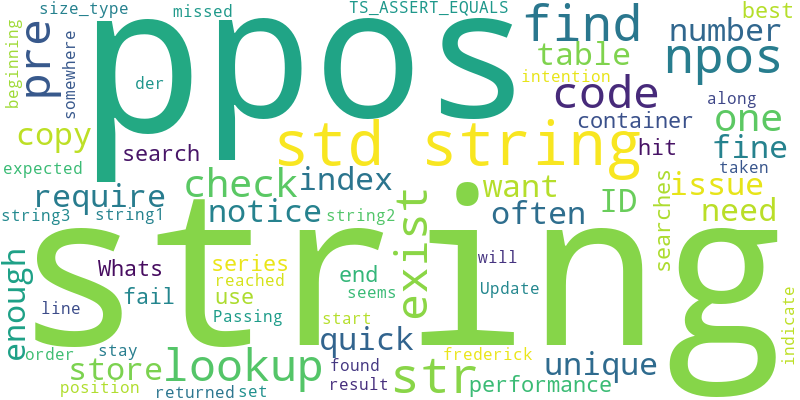 size_type missed TS_ASSERT_EQUALS best
beginning pre somewhere ppos find number
der table npos
intention
code along
copy std string container one
search hit fine
expected taken
check index want issue
require notice often ID searches need
string3 string1 string2 exist
string
enough Whats series end will
reached
fail use seems Update
line Passing start indicate
quick
order stay lookup found frederick unique
store str performance
position returned set result